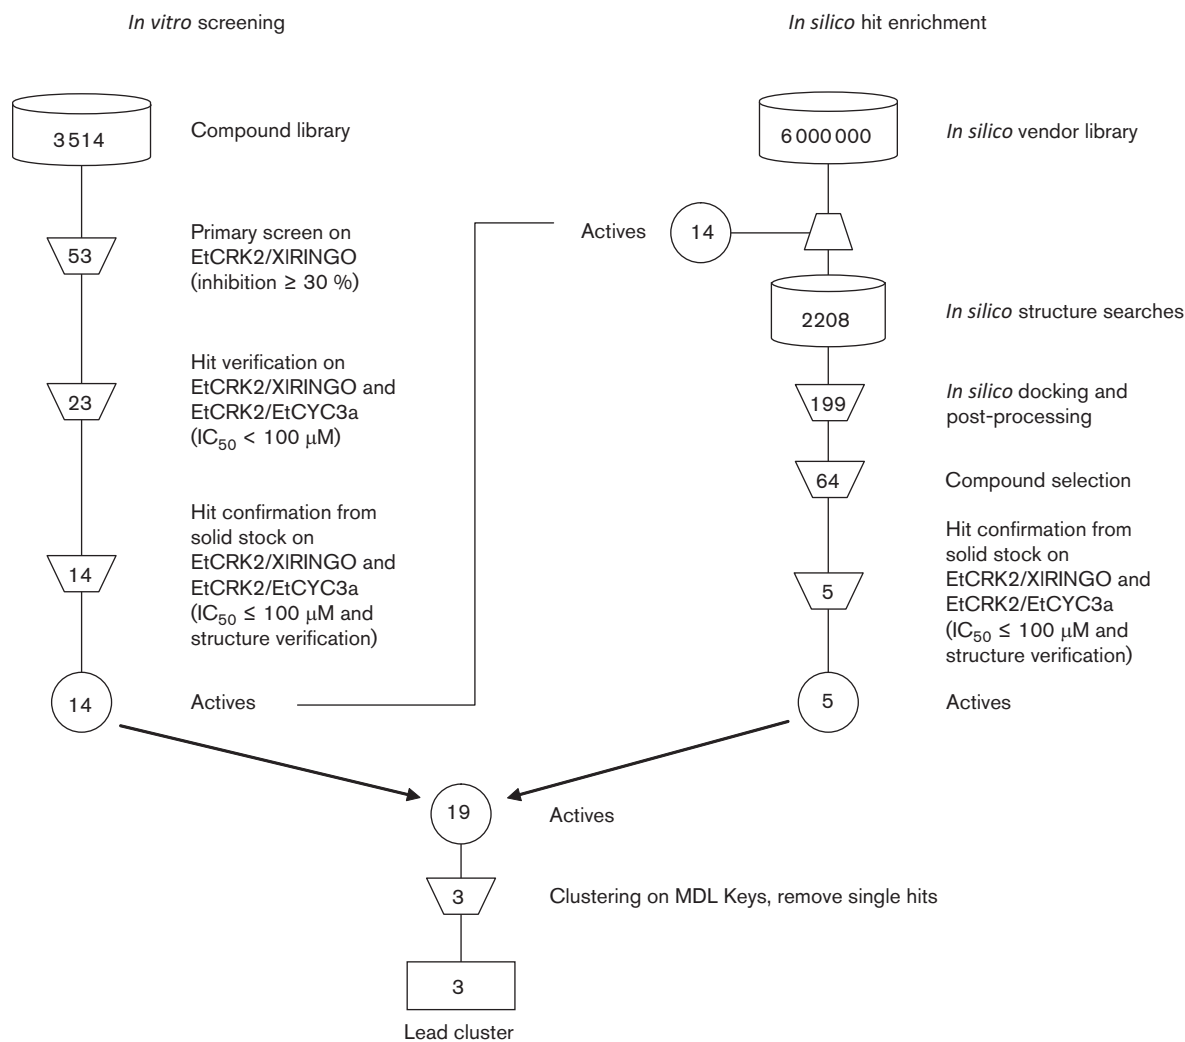 In vitro screening
3514
Compound library
53
Primary screen on
EtCRK2/XlRINGO
(inhibition ≥ 30 %)
23
Hit verification on
EtCRK2/XlRINGO and
EtCRK2/EtCYC3a
(IC50 < 100 µM)
14
Hit confirmation from
solid stock on
EtCRK2/XlRINGO and
EtCRK2/EtCYC3a
(IC50 ≤ 100 µM and
structure verification)
14
Actives
In silico hit enrichment
6 000 000
In silico vendor library
Actives
14
2208
In silico structure searches
199
In silico docking and
post-processing
64
Compound selection
5
Hit confirmation from
solid stock on
EtCRK2/XlRINGO and
EtCRK2/EtCYC3a
(IC50 ≤ 100 µM and
structure verification)
5
Actives
19
Actives
3
Clustering on MDL Keys, remove single hits
3
Lead cluster